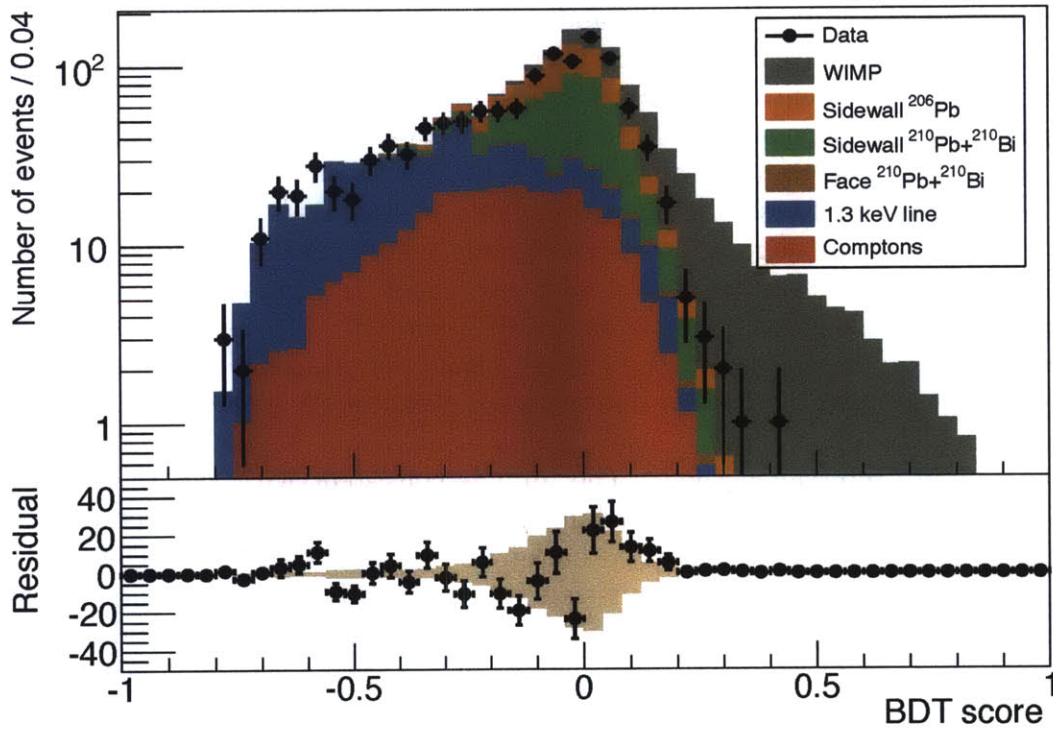 Number of events / 0.04
10²
10
1
Data
WIMP
Sidewall ²⁰⁶Pb
Sidewall ²¹⁰Pb+²¹⁰Bi
Face ²¹⁰Pb+²¹⁰Bi
1.3 keV line
Comptons
Residual
40
20
0
-20
-40
-1
-0.5
0
0.5
1
BDT score